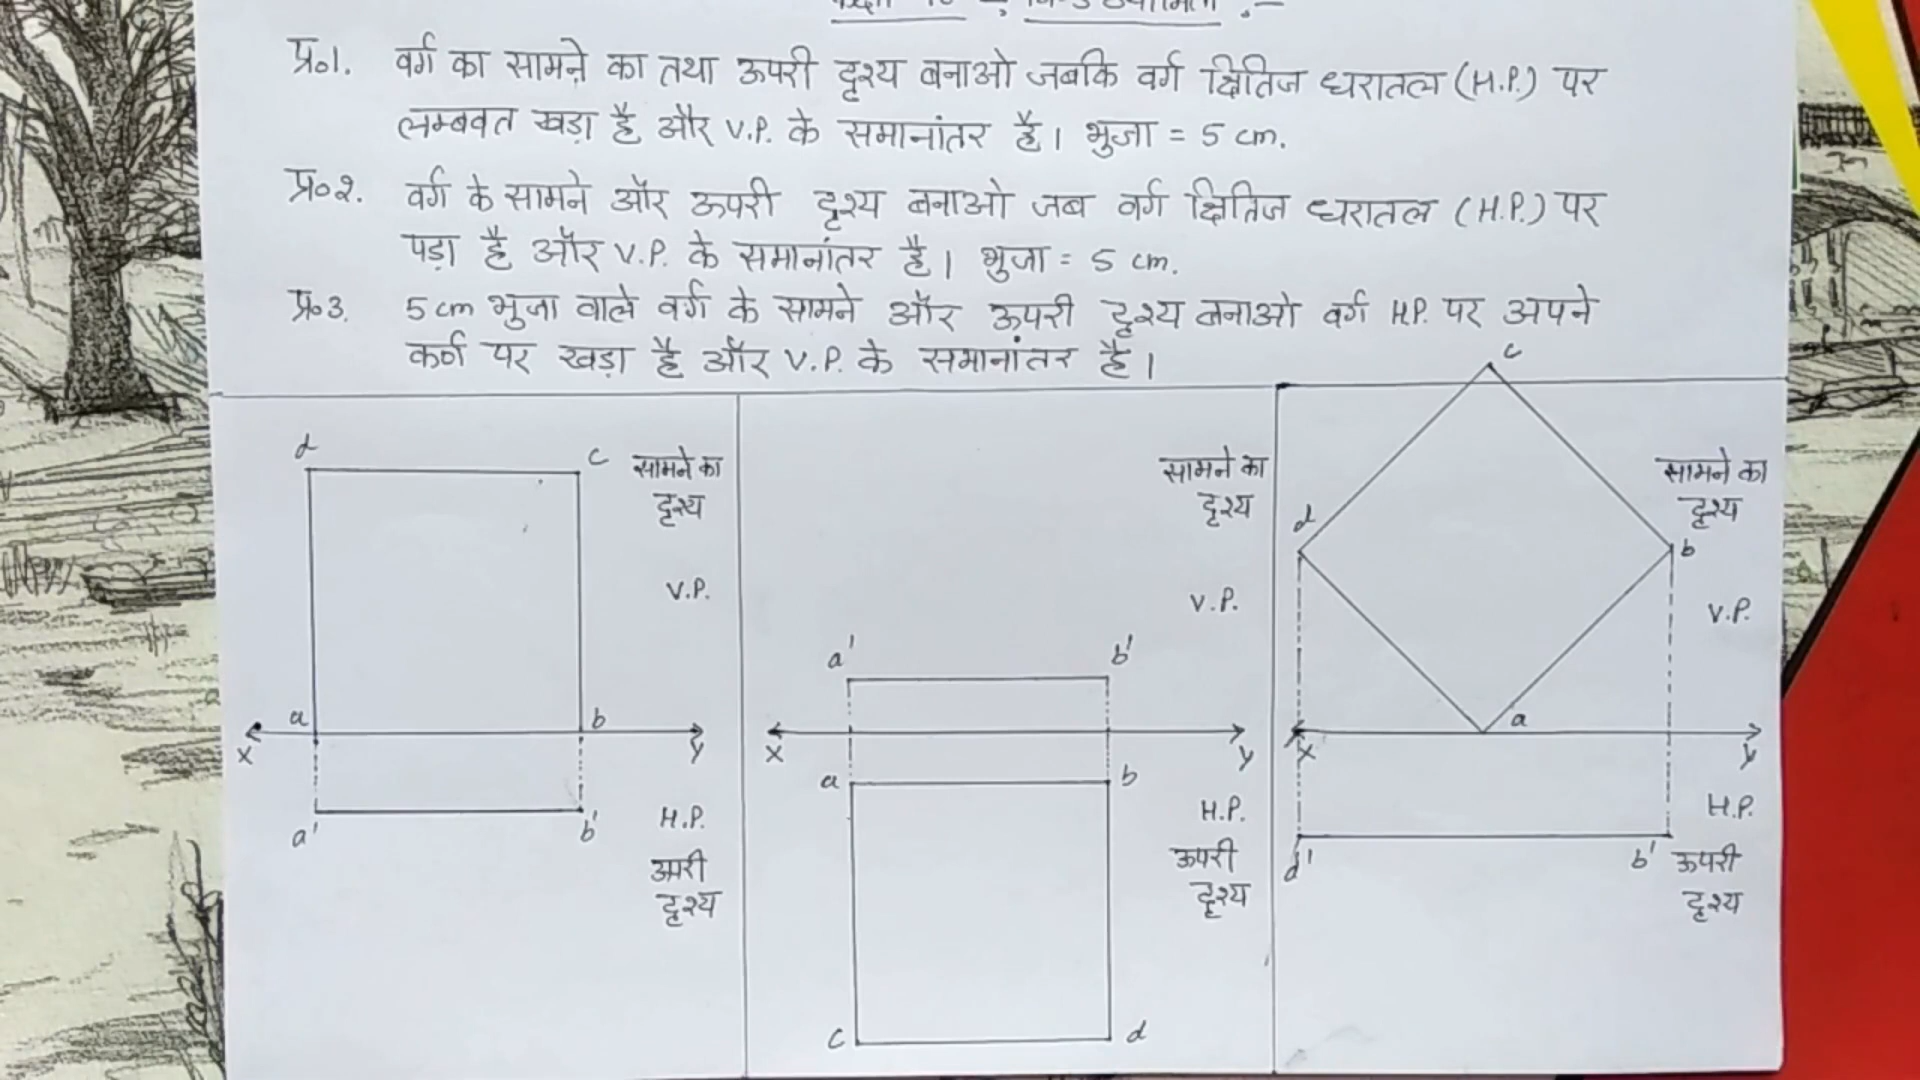 प्र०1. वर्ग का सामने का तथा ऊपरी दृश्य बनाओ जबकि वर्ग क्षितिज धरातल (H.P.) पर
लम्बवत खड़ा है और V.P. के समानांतर है। भुजा = 5 cm.
प्र०२. वर्ग के सामने और ऊपरी दृश्य बनाओ जब वर्ग क्षितिज धरातल (H.P.) पर
पड़ा है और V.P. के समानांतर है। भुजा = 5 cm.
प्र०३. 5 cm भुजा वाले वर्ग के सामने और ऊपरी दृश्य बनाओ वर्ग H.P. पर अपने
कर्ण पर खड़ा है और V.P. के समानांतर है।
d
c
सामने का
दृश्य
V.P.
a
b
X
Y
a'
b'
H.P.
ऊपरी
दृश्य
सामने का
दृश्य
V.P.
a'
b'
X
Y
a
b
H.P.
ऊपरी
दृश्य
c
d
c
सामने का
दृश्य
d
b
V.P.
a
X
Y
H.P.
d'
b'
ऊपरी
दृश्य